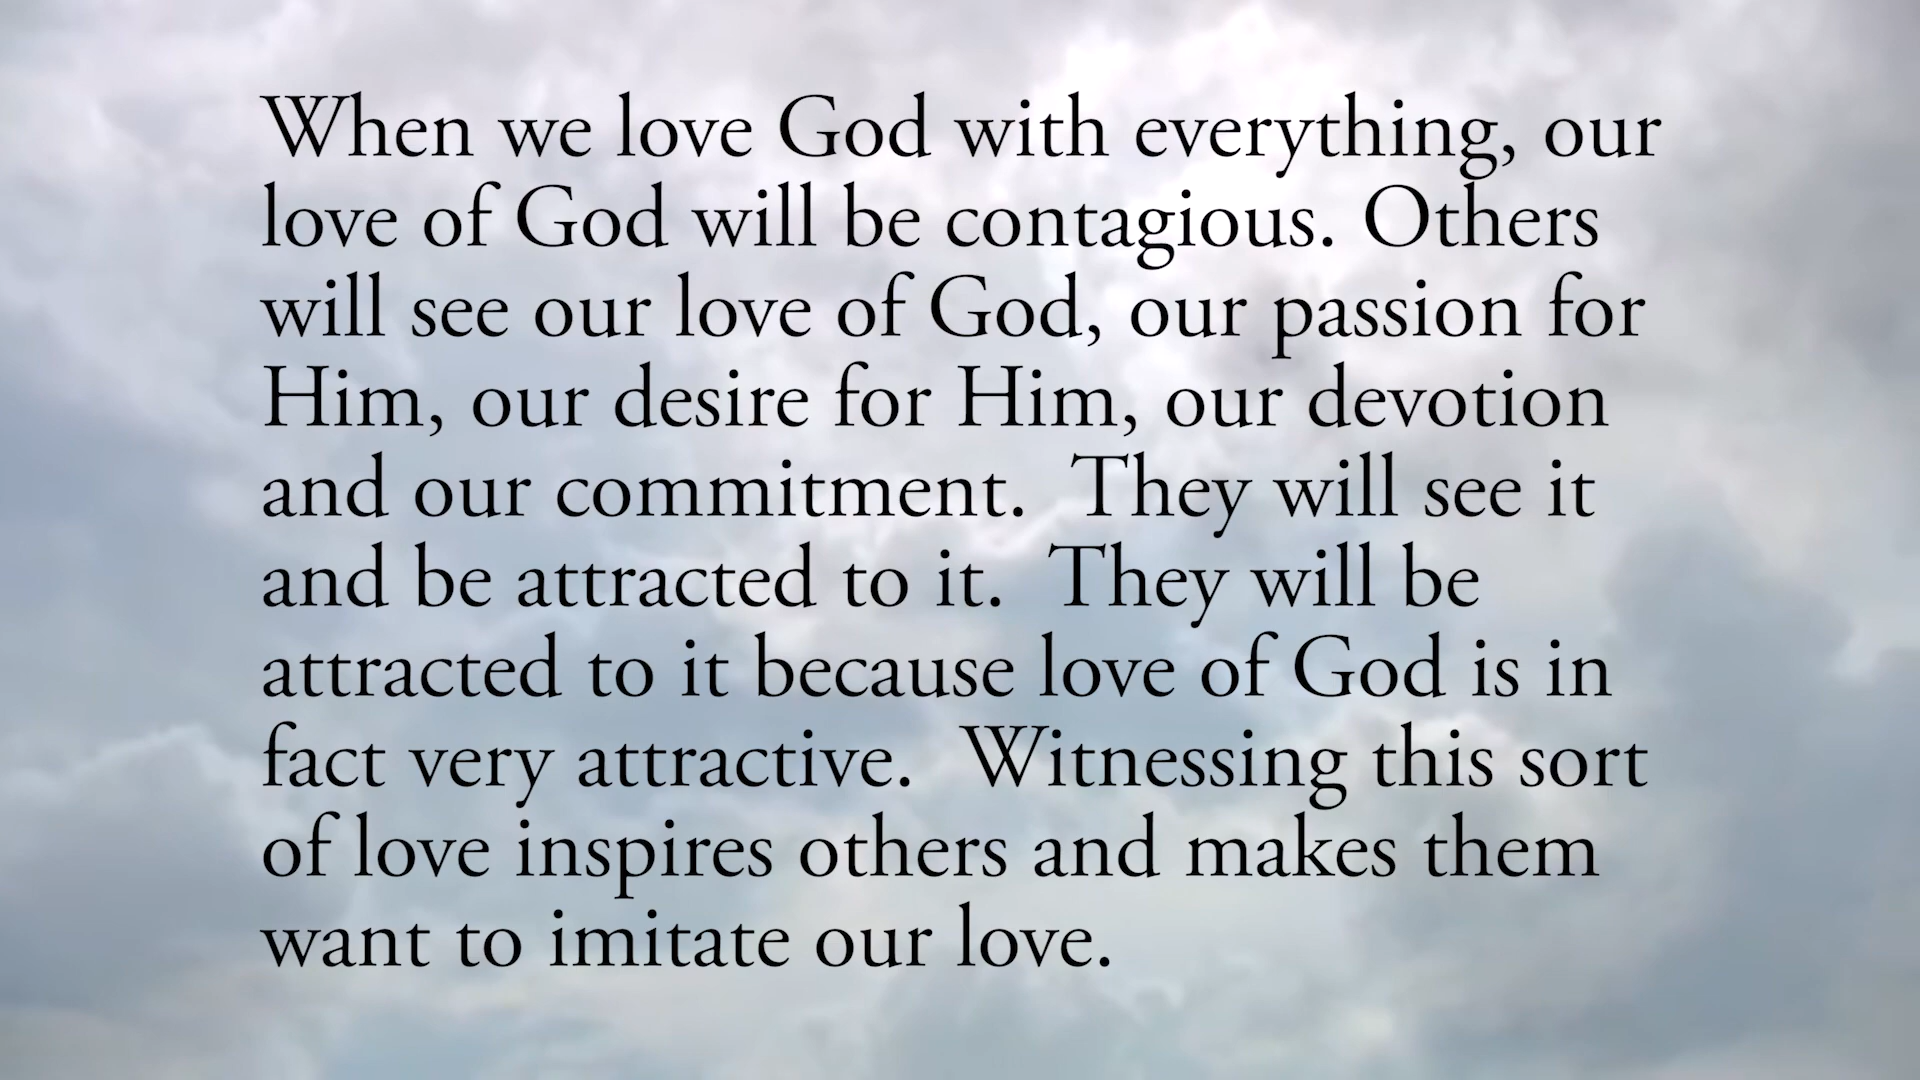 When we love God with everything, our
love of God will be contagious. Others
will see our love of God, our passion for
Him, our desire for Him, our devotion
and our commitment.  They will see it
and be attracted to it.  They will be
attracted to it because love of God is in
fact very attractive.  Witnessing this sort
of love inspires others and makes them
want to imitate our love.